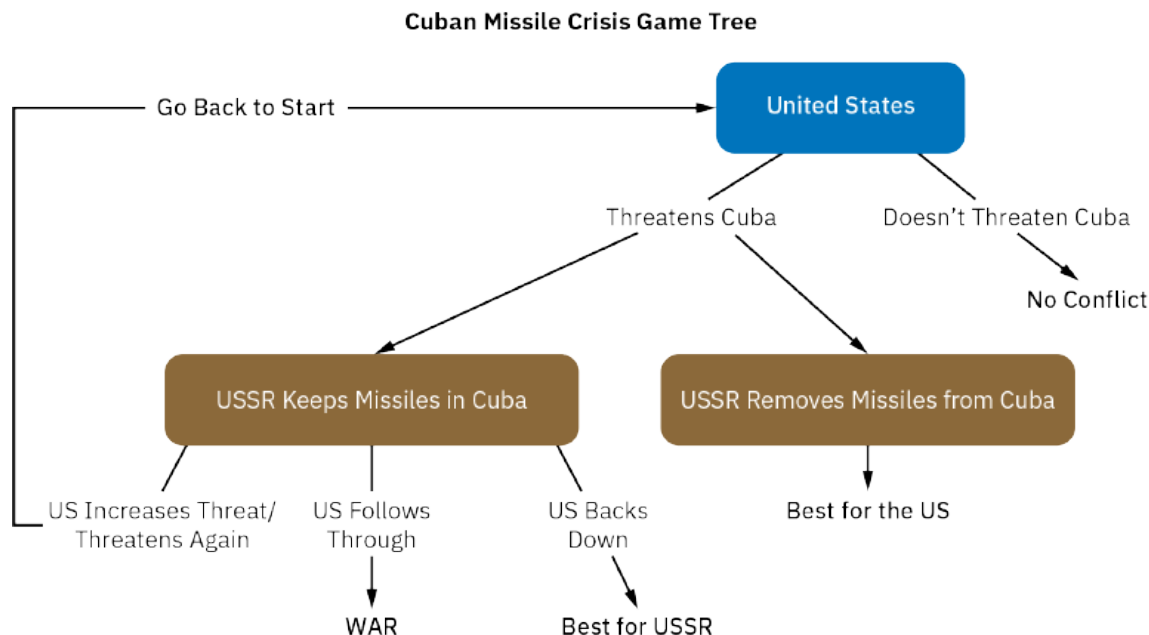 Cuban Missile Crisis Game Tree
Go Back to Start
United States
Threatens Cuba
Doesn’t Threaten Cuba
No Conflict
USSR Keeps Missiles in Cuba
USSR Removes Missiles from Cuba
US Increases Threat/
Threatens Again
US Follows
Through
US Backs
Down
Best for the US
WAR
Best for USSR